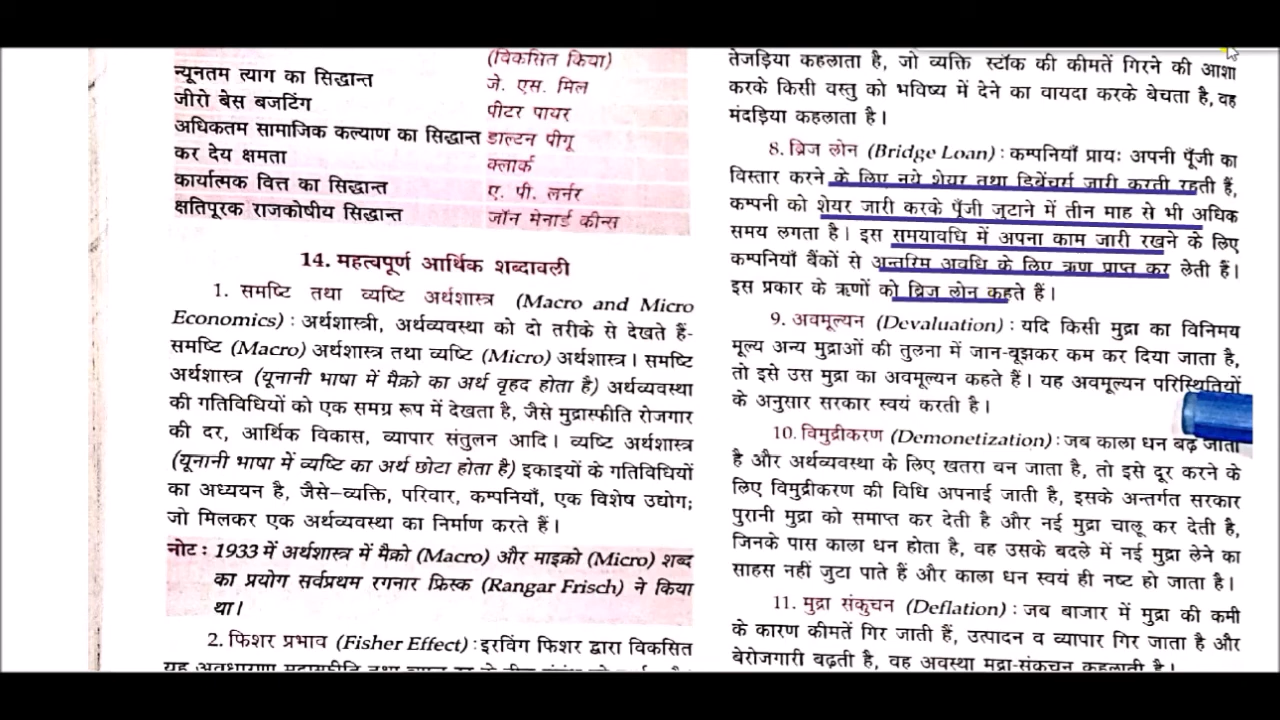 (विकसित किया)
न्यूनतम त्याग का सिद्धान्त जे. एस. मिल
जीरो बेस बजटिंग पीटर पायर
अधिकतम सामाजिक कल्याण का सिद्धान्त डाल्टन पीगू
कर देय क्षमता क्लार्क
कार्यात्मक वित्त का सिद्धान्त ए. पी. लर्नर
क्षतिपूरक राजकोषीय सिद्धान्त जॉन मेनार्ड कीन्स
14. महत्वपूर्ण आर्थिक शब्दावली
1. समष्टि तथा व्यष्टि अर्थशास्त्र (Macro and Micro
Economics) : अर्थशास्त्री, अर्थव्यवस्था को दो तरीके से देखते हैं-
समष्टि (Macro) अर्थशास्त्र तथा व्यष्टि (Micro) अर्थशास्त्र। समष्टि
अर्थशास्त्र (यूनानी भाषा में मैक्रो का अर्थ वृहद होता है) अर्थव्यवस्था
की गतिविधियों को एक समग्र रूप में देखता है, जैसे मुद्रास्फीति रोजगार
की दर, आर्थिक विकास, व्यापार संतुलन आदि। व्यष्टि अर्थशास्त्र
(यूनानी भाषा में व्यष्टि का अर्थ छोटा होता है) इकाइयों के गतिविधियों
का अध्ययन है, जैसे–व्यक्ति, परिवार, कम्पनियाँ, एक विशेष उद्योग;
जो मिलकर एक अर्थव्यवस्था का निर्माण करते हैं।
नोट : 1933 में अर्थशास्त्र में मैक्रो (Macro) और माइक्रो (Micro) शब्द
का प्रयोग सर्वप्रथम रगनार फ्रिस्क (Rangar Frisch) ने किया
था।
2. फिशर प्रभाव (Fisher Effect) : इरविंग फिशर द्वारा विकसित
यह अवधारणा मुद्रास्फीति तथा
तेजड़िया कहलाता है, जो व्यक्ति स्टॉक की कीमतें गिरने की आशा
करके किसी वस्तु को भविष्य में देने का वायदा करके बेचता है, वह
मंदड़िया कहलाता है।
8. ब्रिज लोन (Bridge Loan) : कम्पनियाँ प्रायः अपनी पूँजी का
विस्तार करने के लिए नये शेयर तथा डिबेंचर्स जारी करती रहती हैं,
कम्पनी को शेयर जारी करके पूँजी जुटाने में तीन माह से भी अधिक
समय लगता है। इस समयावधि में अपना काम जारी रखने के लिए
कम्पनियाँ बैंकों से अन्तरिम अवधि के लिए ऋण प्राप्त कर लेती हैं।
इस प्रकार के ऋणों को ब्रिज लोन कहते हैं।
9. अवमूल्यन (Devaluation) : यदि किसी मुद्रा का विनिमय
मूल्य अन्य मुद्राओं की तुलना में जान-बूझकर कम कर दिया जाता है,
तो इसे उस मुद्रा का अवमूल्यन कहते हैं। यह अवमूल्यन परिस्थितियों
के अनुसार सरकार स्वयं करती है।
10. विमुद्रीकरण (Demonetization) : जब काला धन बढ़ जाता
है और अर्थव्यवस्था के लिए खतरा बन जाता है, तो इसे दूर करने के
लिए विमुद्रीकरण की विधि अपनाई जाती है, इसके अन्तर्गत सरकार
पुरानी मुद्रा को समाप्त कर देती है और नई मुद्रा चालू कर देती है,
जिनके पास काला धन होता है, वह उसके बदले में नई मुद्रा लेने का
साहस नहीं जुटा पाते हैं और काला धन स्वयं ही नष्ट हो जाता है।
11. मुद्रा संकुचन (Deflation) : जब बाजार में मुद्रा की कमी
के कारण कीमतें गिर जाती हैं, उत्पादन व व्यापार गिर जाता है और
बेरोजगारी बढ़ती है, वह अवस्था मुद्रा-संकुचन कहलाती है।